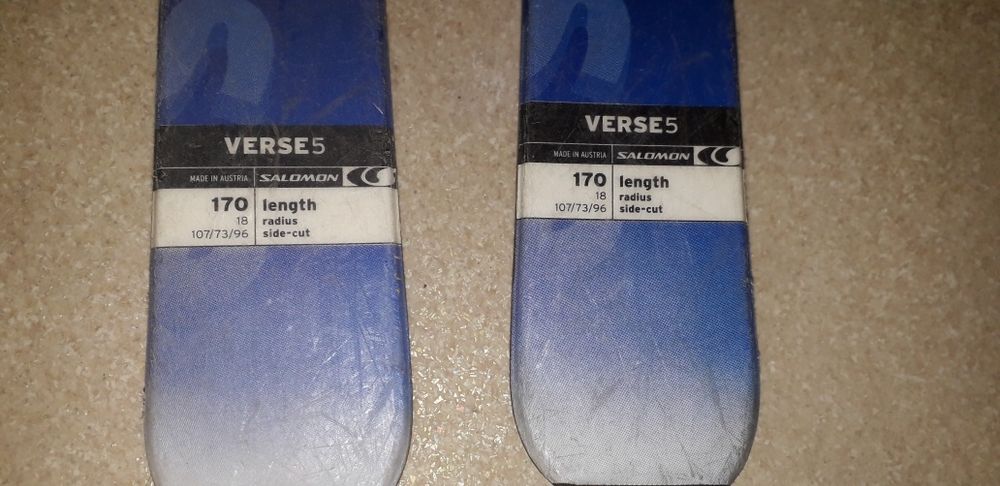 VERSE5
MADE IN AUSTRIA SALOMON
170 length
18 radius
107/73/96 side-cut
VERSE5
MADE IN AUSTRIA SALOMON
170 length
18 radius
107/73/96 side-cut